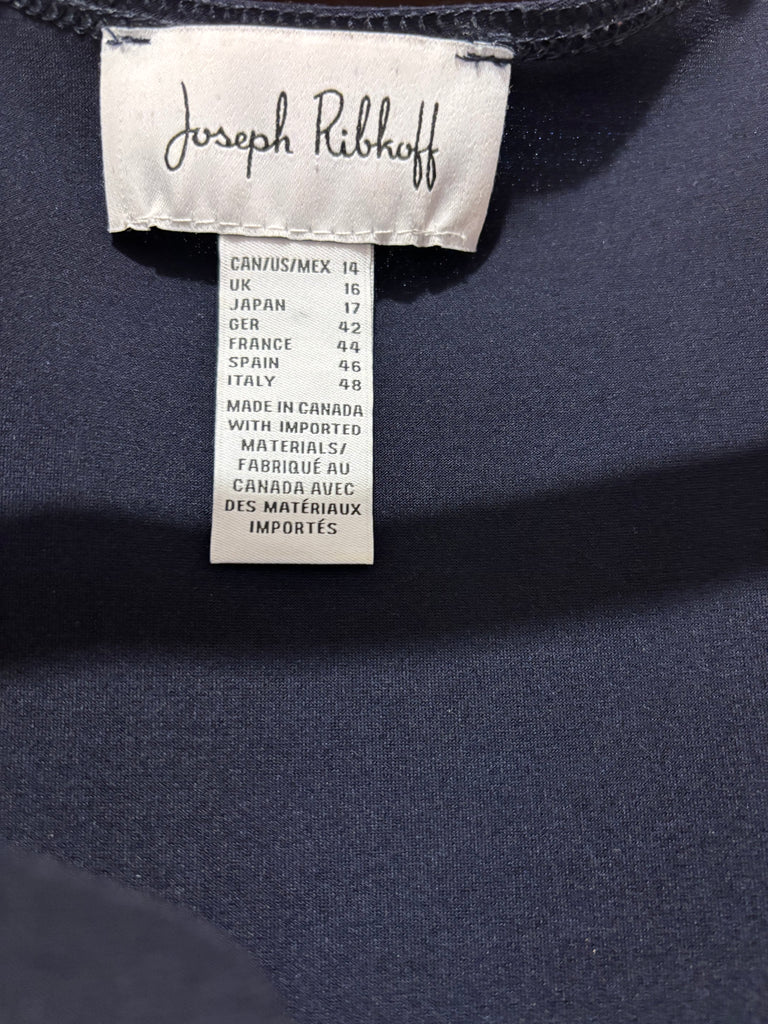 Joseph Ribkoff
CAN/US/MEX 14
UK 16
JAPAN 17
GER 42
FRANCE 44
SPAIN 46
ITALY 48
MADE IN CANADA
WITH IMPORTED
MATERIALS/
FABRIQUÉ AU
CANADA AVEC
DES MATÉRIAUX
IMPORTÉS